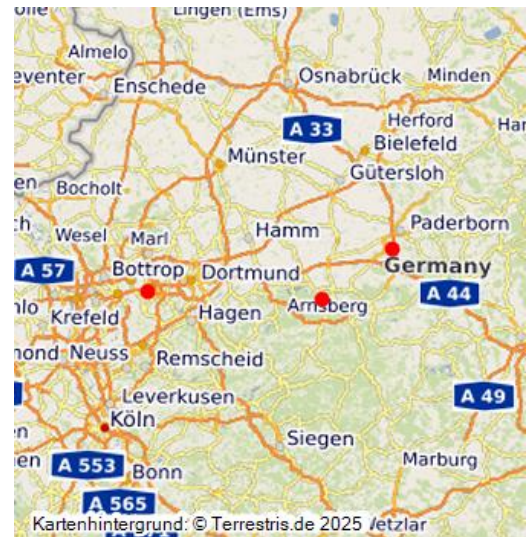 Lingen (Ems)
Almelo
eventer
Enschede
Osnabrück
Minden
A 33
Herford
Bielefeld
Münster
Gütersloh
Bocholt
Hamm
Paderborn
Wesel
Marl
A 57
Bottrop
Dortmund
Germany
A 44
Arnsberg
Krefeld
Hagen
Neuss
Remscheid
A 49
Leverkusen
Köln
Siegen
A 553
Marburg
Bonn
A 565
Kartenhintergrund: © Terrestris.de 2025
etzlar